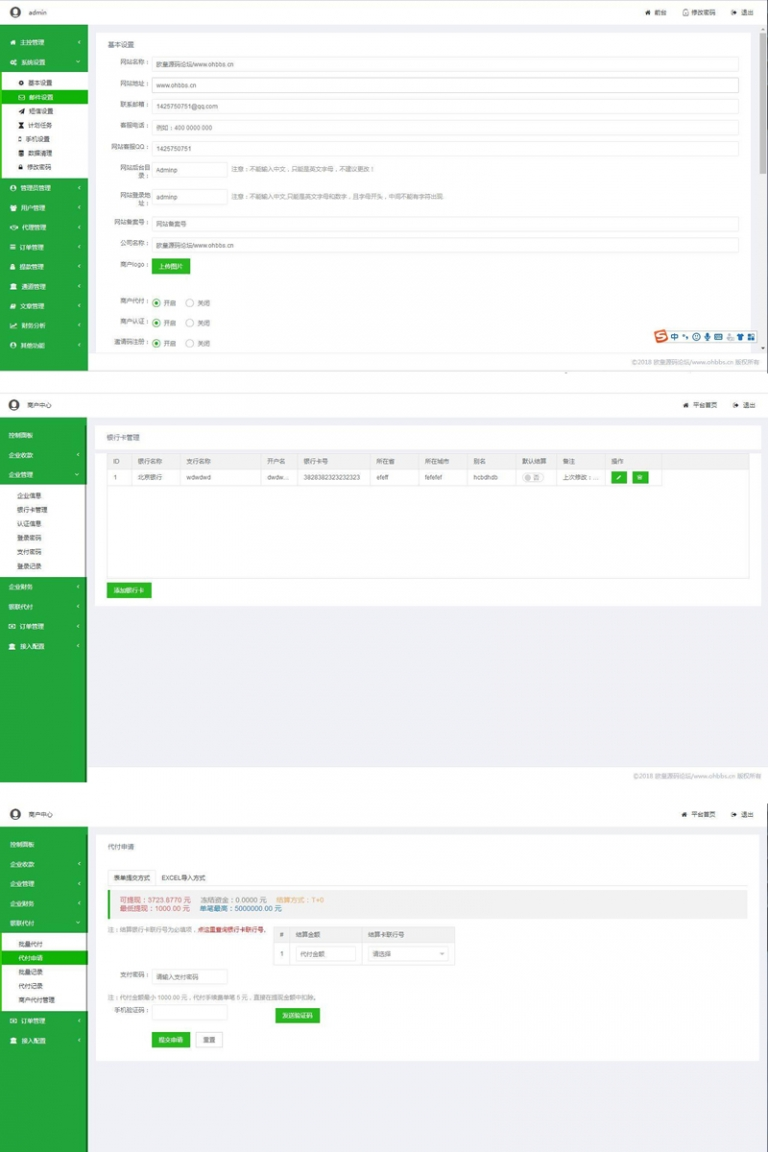 admin
前台 修改密码 退出
主控管理
系统设置
基本设置
邮件设置
短信设置
计划任务
手机设置
数据清理
修改密码
管理员管理
用户管理
代理管理
订单管理
提款管理
通道管理
文章管理
财务分析
其他功能
基本设置
网站名称：
www.ohbbs.cn
网站地址： www.ohbbs.cn
联系邮箱： 1425750751@qq.com
客服电话： 例如：400 0000 000
网站客服QQ： 1425750751
网站后台目录： Adminp 注意：不能输入中文，只能是英文字母，不建议更改！
网站登录地址： adminp 注意：不能输入中文,只能是英文字母和数字，且字母开头，中间不能有字符出现
网站备案号： 网站备案号
公司名称： 源码论坛/www.ohbbs.cn
商户logo： 上传图片
商户代付： 开启 关闭
商户认证： 开启 关闭
邀请码注册： 开启 关闭
中
©2018 源码论坛/www.ohbbs.cn 版权所有
商户中心
平台首页 退出
控制面板
企业收款
企业管理
企业信息
银行卡管理
认证信息
登录密码
支付密码
登录记录
企业财务
银联代付
订单管理
接入配置
银行卡管理
ID 银行名称 支行名称 开户名 银行卡号 所在省 所在城市 别名 默认结算 备注 操作
1 北京银行 wdwdwd dwdw... 3828382323232323 efeff fefefef hcbdhdb 否 上次修改：...
添加银行卡
©2018 源码论坛/www.ohbbs.cn 版权所有
商户中心
平台首页 退出
控制面板
企业收款
企业管理
企业财务
银联代付
批量代付
代付申请
批量记录
代付记录
商户代付管理
订单管理
接入配置
代付申请
表单提交方式 EXCEL导入方式
可提现：3723.8770 元 冻结资金：0.0000 元 结算方式：T+0
最低提现：1000.00 元 单笔最高：5000000.00 元
注：结算银行卡联行号为必填项，点这里查询银行卡联行号。
# 结算金额 结算卡联行号
1 代付金额 请选择
支付密码： 请输入支付密码
注：代付金额最小 1000.00 元，代付手续费单笔 5 元，直接在提现金额中扣除。
手机验证码： 发送验证码
提交申请 重置